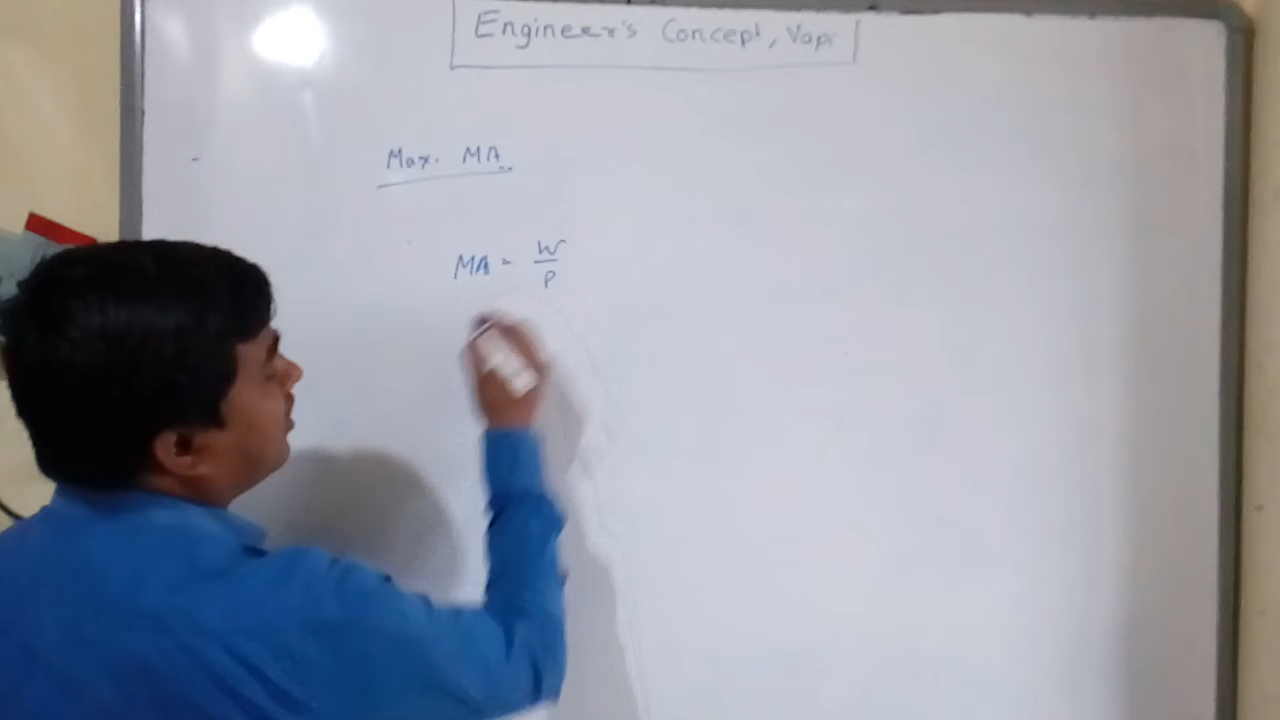 Engineer's Concept, Vapi
Max. MA
MA = W/P